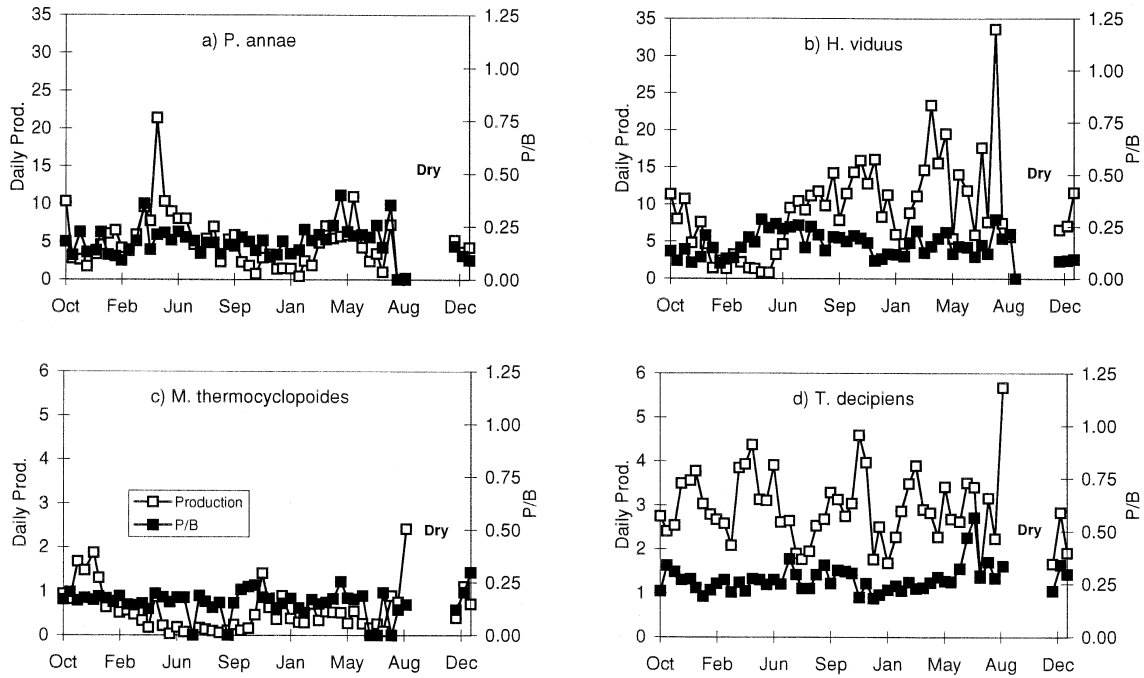 a) P. annae
35
30
25
20
15
10
5
0
1.25
1.00
0.75
0.50
0.25
0.00
Daily Prod.
P/B
Dry
Oct Feb Jun Sep Jan May Aug Dec
b) H. viduus
35
30
25
20
15
10
5
0
1.25
1.00
0.75
0.50
0.25
0.00
Daily Prod.
P/B
Dry
Oct Feb Jun Sep Jan May Aug Dec
c) M. thermocyclopoides
6
5
4
3
2
1
0
1.25
1.00
0.75
0.50
0.25
0.00
Daily Prod.
P/B
Production
P/B
Dry
Oct Feb Jun Sep Jan May Aug Dec
d) T. decipiens
6
5
4
3
2
1
0
1.25
1.00
0.75
0.50
0.25
0.00
Daily Prod.
P/B
Dry
Oct Feb Jun Sep Jan May Aug Dec